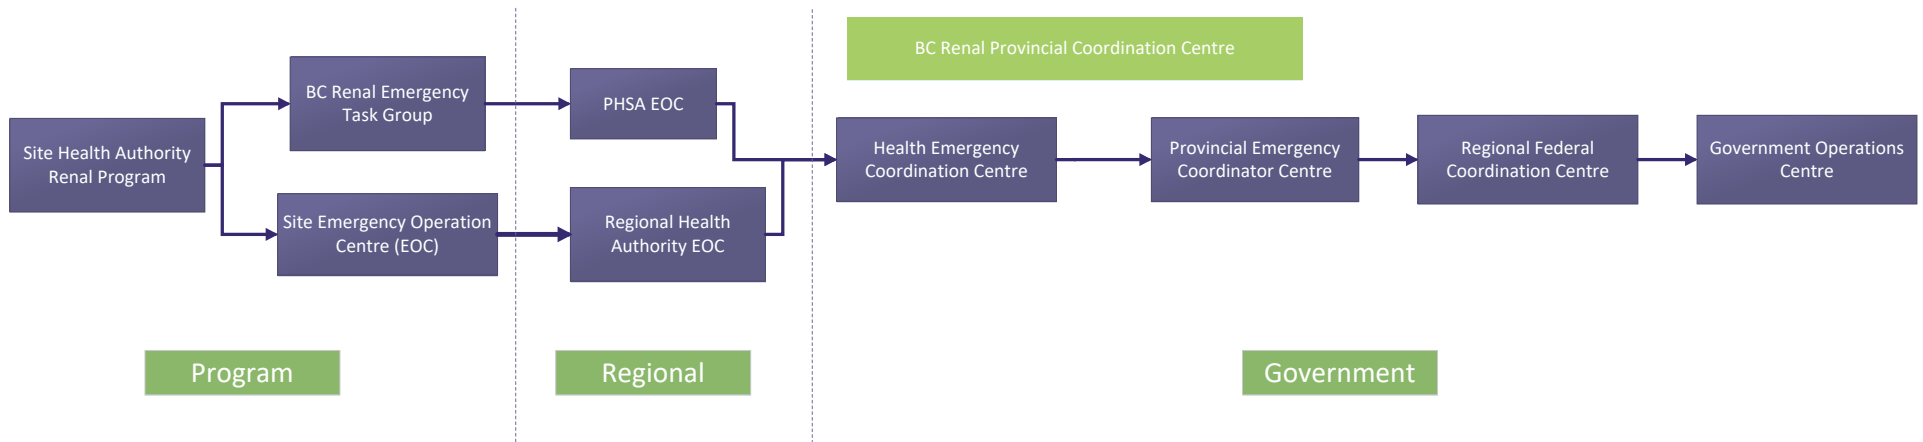 BC Renal Provincial Coordination Centre
Site Health Authority
Renal Program
BC Renal Emergency
Task Group
Site Emergency Operation
Centre (EOC)
PHSA EOC
Regional Health
Authority EOC
Health Emergency
Coordination Centre
Provincial Emergency
Coordinator Centre
Regional Federal
Coordination Centre
Government Operations
Centre
Program
Regional
Government